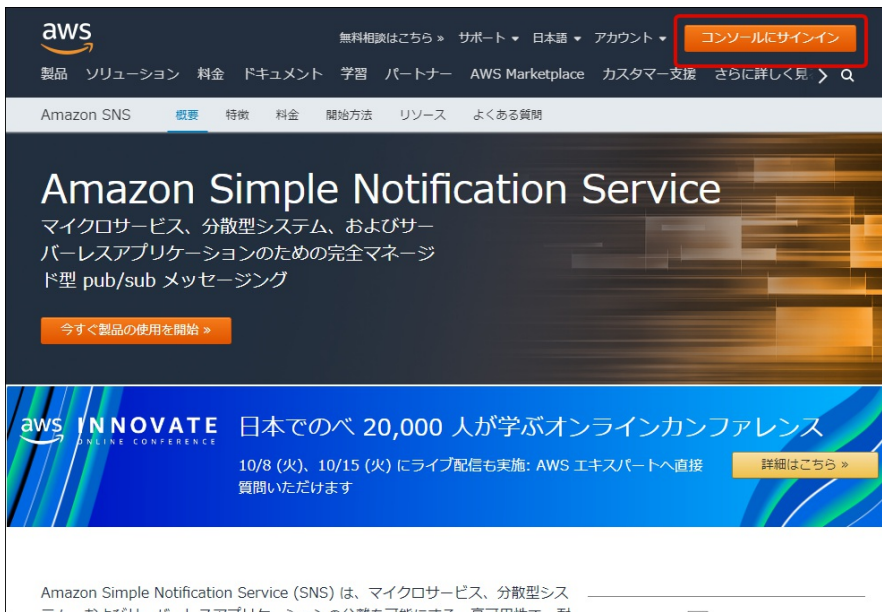 aws
無料相談はこちら » サポート 日本語 アカウント コンソールにサインイン
製品 ソリューション 料金 ドキュメント 学習 パートナー AWS Marketplace カスタマー支援 さらに詳しく見
Amazon SNS 概要 特徴 料金 開始方法 リソース よくある質問
Amazon Simple Notification Service
マイクロサービス、分散型システム、およびサー
バーレスアプリケーションのための完全マネージ
ド型 pub/sub メッセージング
今すぐ製品の使用を開始 »
aws INNOVATE
ONLINE CONFERENCE
日本でのべ 20,000 人が学ぶオンラインカンファレンス
10/8 (火)、10/15 (火) にライブ配信も実施: AWS エキスパートへ直接
質問いただけます
詳細はこちら »
Amazon Simple Notification Service (SNS) は、マイクロサービス、分散型シス